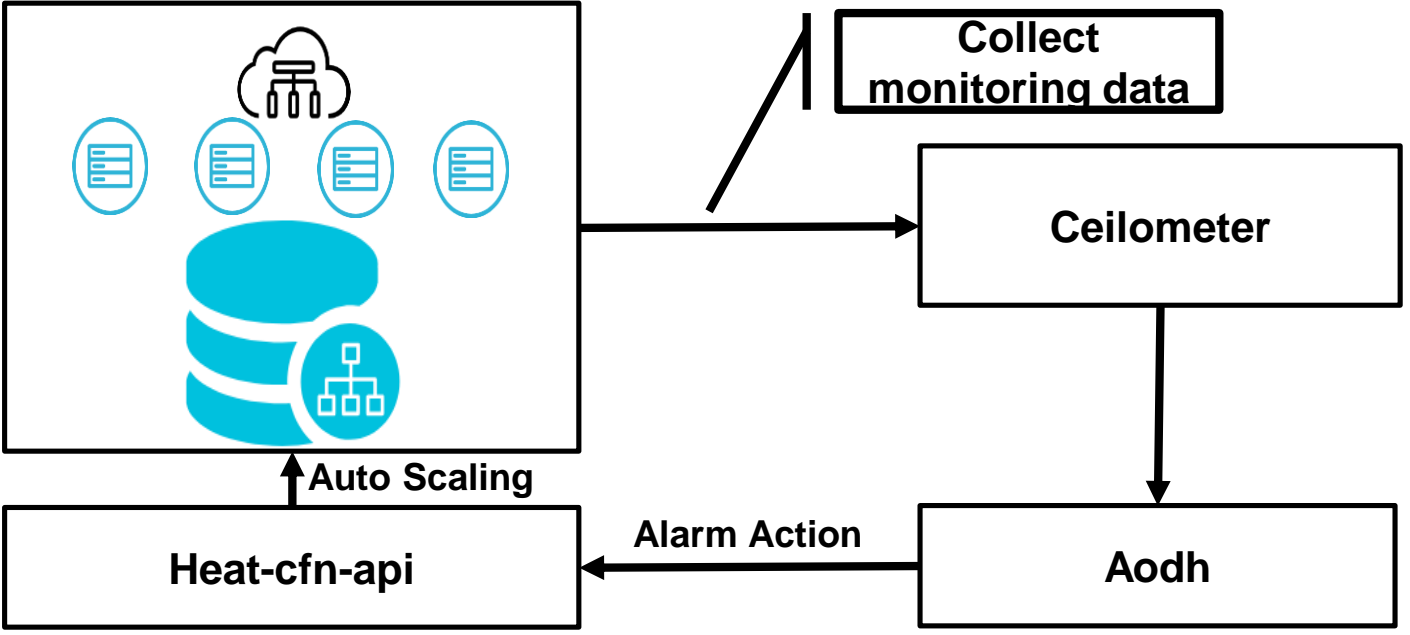 Collect
monitoring data
Ceilometer
Auto Scaling
Heat-cfn-api
Alarm Action
Aodh